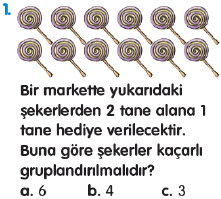 1.
Bir markette yukarıdaki
şekerlerden 2 tane alana 1
tane hediye verilecektir.
Buna göre şekerler kaçarlı
gruplandırılmalıdır?
a. 6 b. 4 c. 3